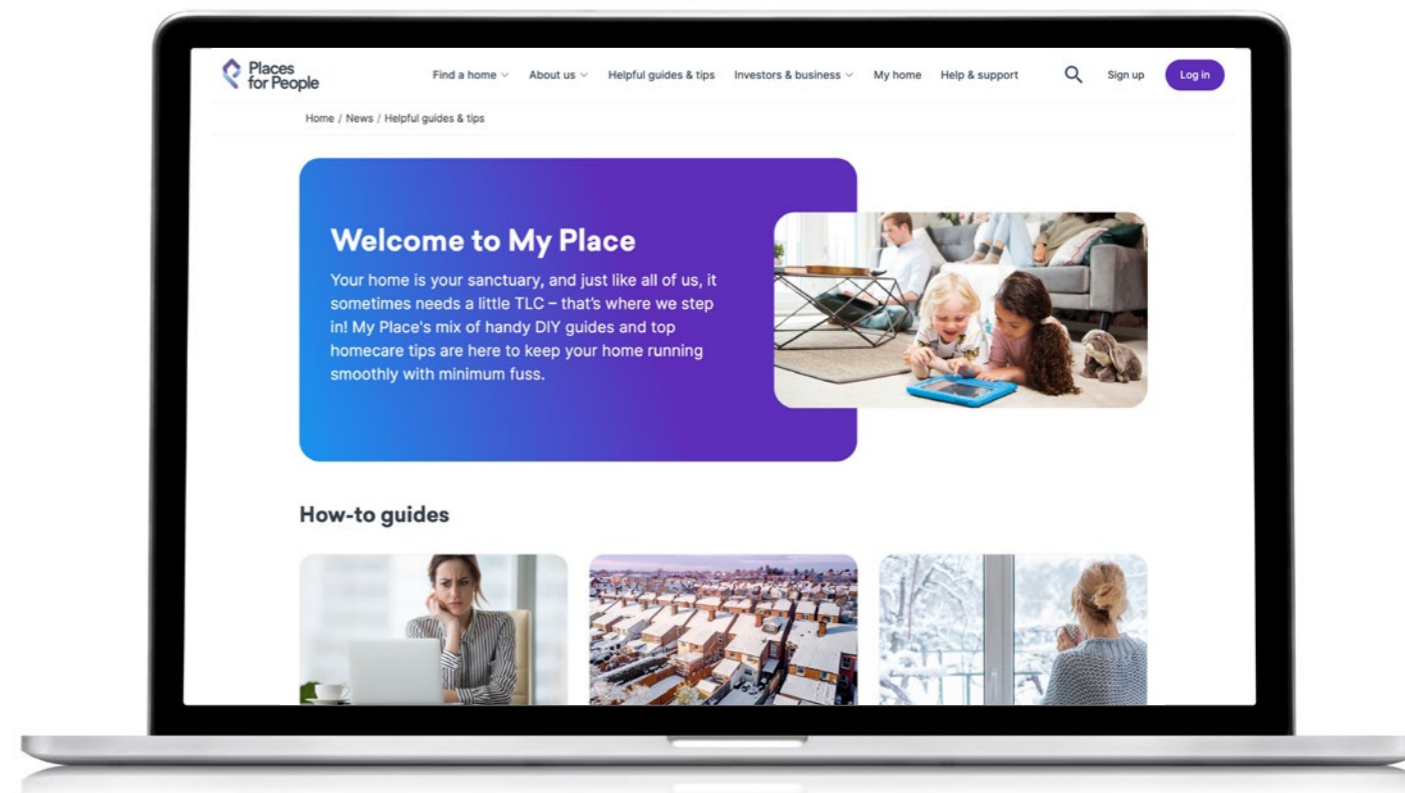 Places
for People
Find a home
About us
Helpful guides & tips
Investors & business
My home
Help & support
Sign up
Log in
Home / News / Helpful guides & tips
Welcome to My Place
Your home is your sanctuary, and just like all of us, it
sometimes needs a little TLC – that's where we step
in! My Place's mix of handy DIY guides and top
homecare tips are here to keep your home running
smoothly with minimum fuss.
How-to guides